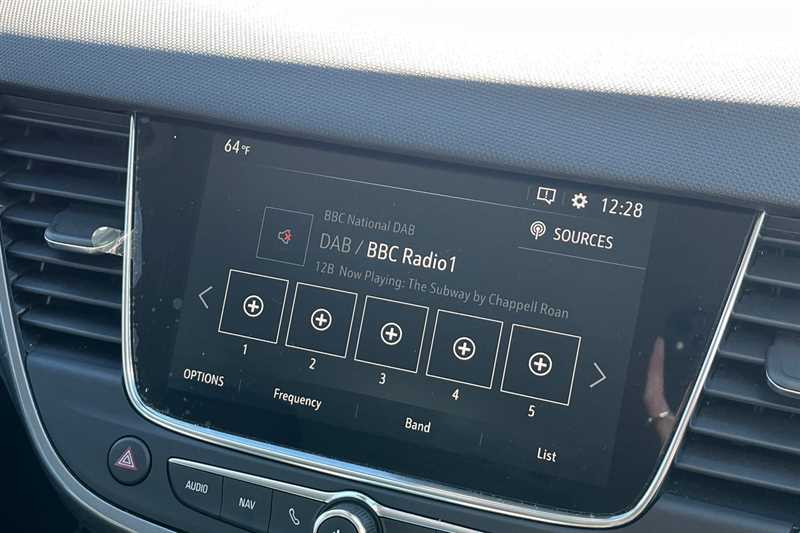 64°F
12:28
BBC National DAB
DAB / BBC Radio1
SOURCES
12B Now Playing: The Subway by Chappell Roan
1 2 3 4 5
OPTIONS
Frequency
Band
List
AUDIO
NAV